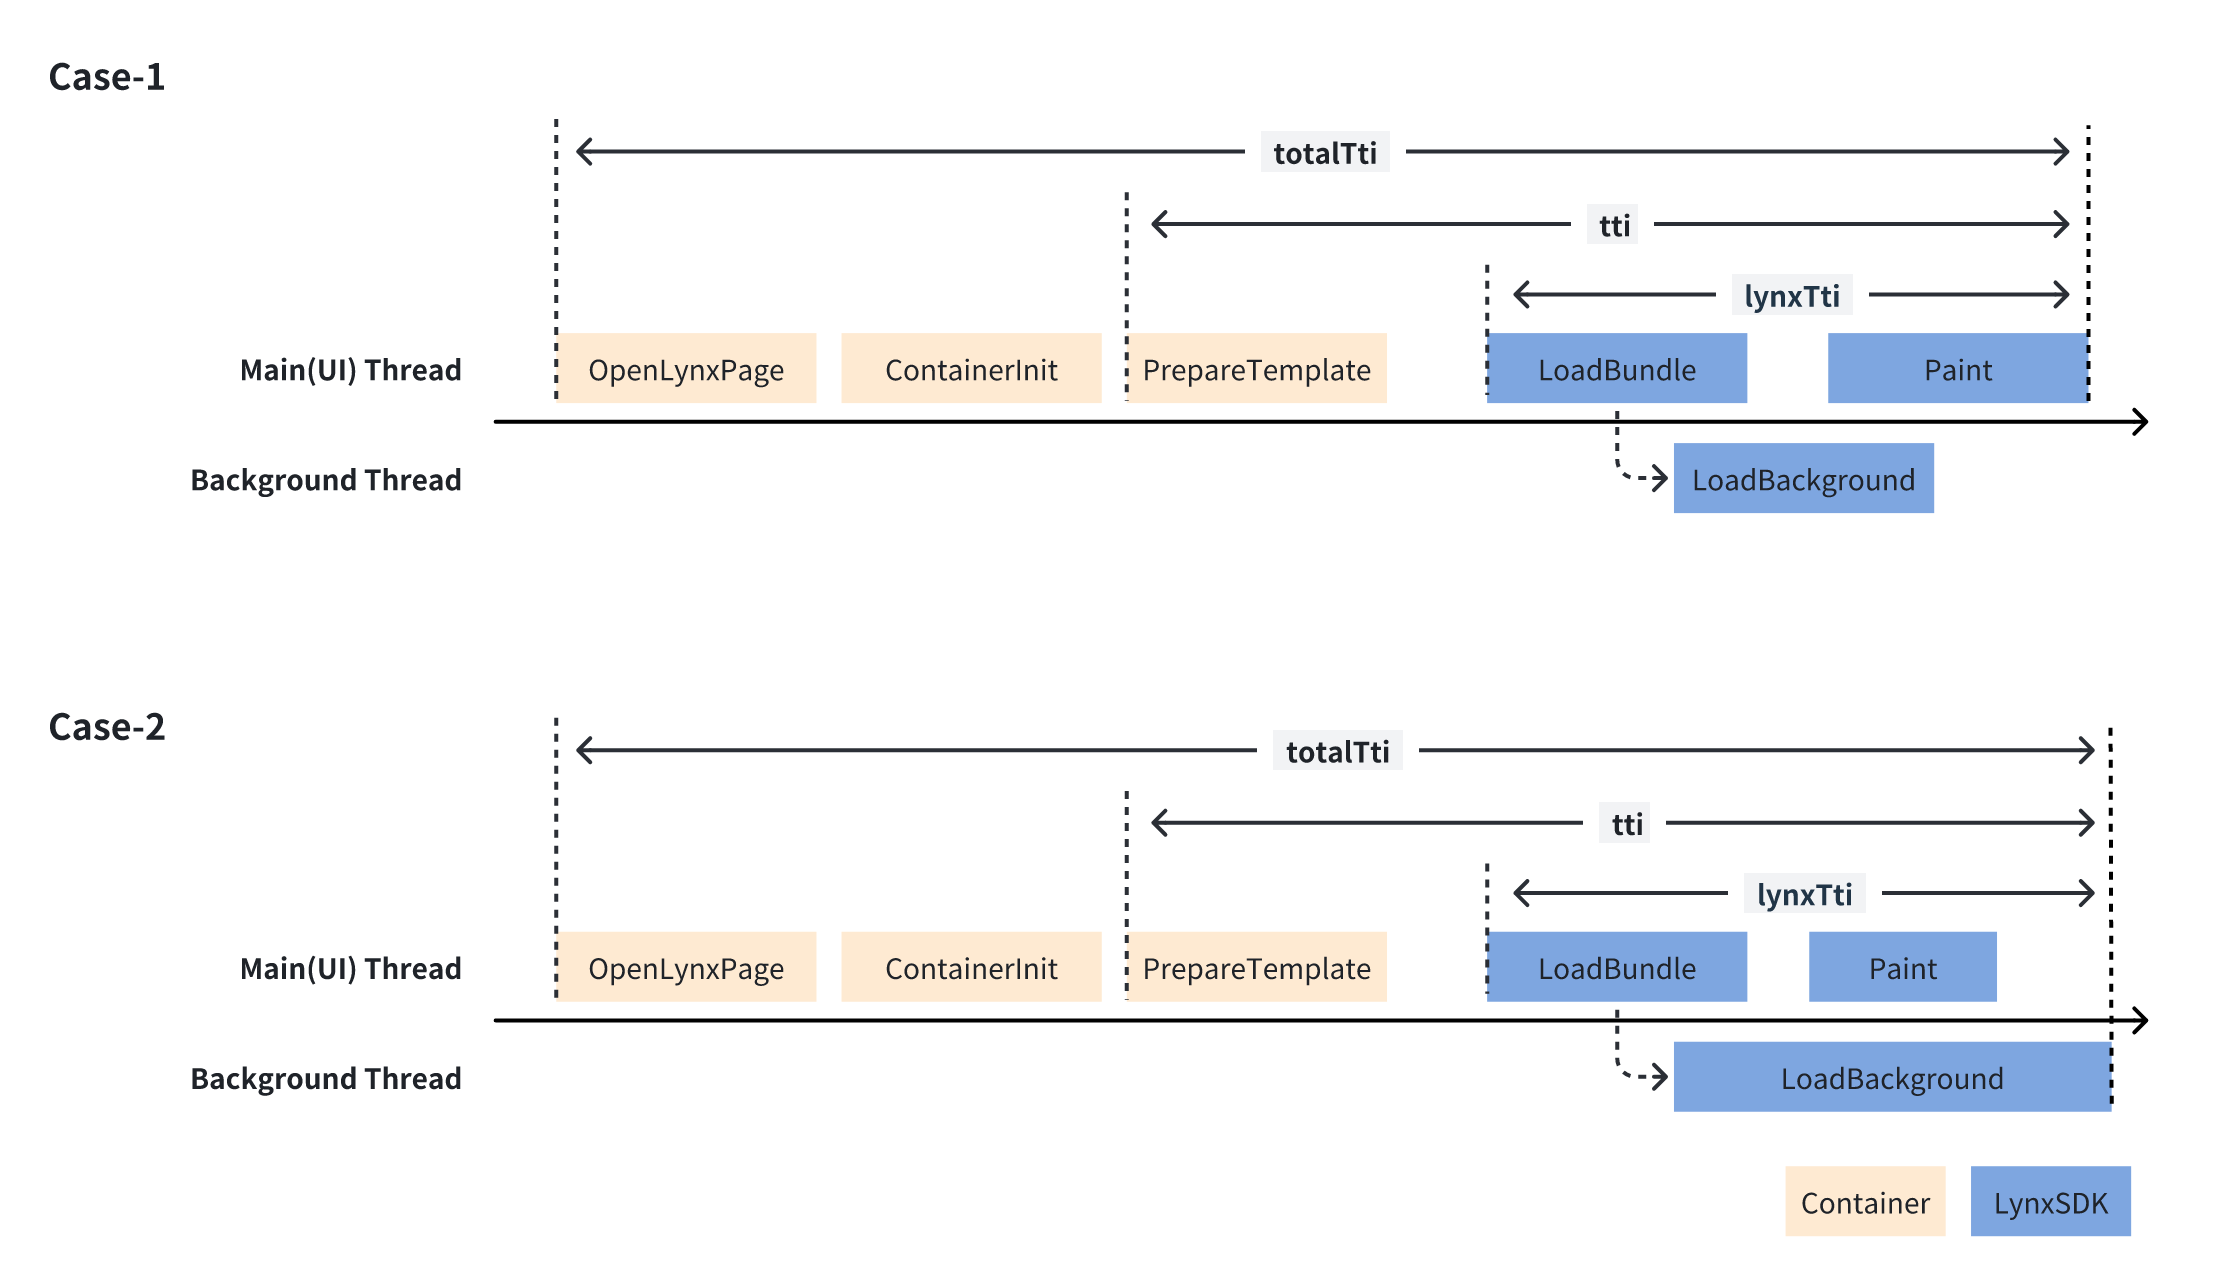 Case-1
totalTti
tti
lynxTti
Main(UI) Thread
OpenLynxPage
ContainerInit
PrepareTemplate
LoadBundle
Paint
Background Thread
LoadBackground
Case-2
totalTti
tti
lynxTti
Main(UI) Thread
OpenLynxPage
ContainerInit
PrepareTemplate
LoadBundle
Paint
Background Thread
LoadBackground
Container
LynxSDK